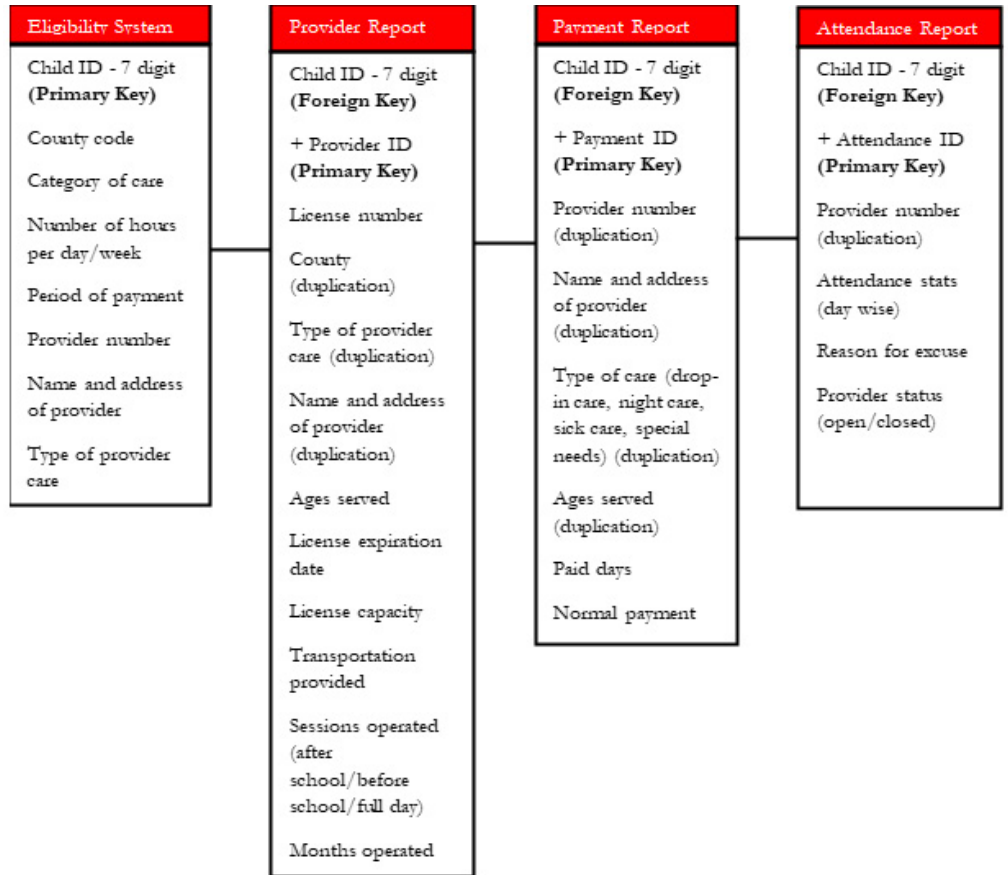 Eligibility System
Child ID - 7 digit
(Primary Key)
County code
Category of care
Number of hours
per day/week
Period of payment
Provider number
Name and address
of provider
Type of provider
care
Provider Report
Child ID - 7 digit
(Foreign Key)
+ Provider ID
(Primary Key)
License number
County
(duplication)
Type of provider
care (duplication)
Name and address
of provider
(duplication)
Ages served
License expiration
date
License capacity
Transportation
provided
Sessions operated
(after
school/before
school/full day)
Months operated
Payment Report
Child ID - 7 digit
(Foreign Key)
+ Payment ID
(Primary Key)
Provider number
(duplication)
Name and address
of provider
(duplication)
Type of care (drop-
in care, night care,
sick care, special
needs) (duplication)
Ages served
(duplication)
Paid days
Normal payment
Attendance Report
Child ID - 7 digit
(Foreign Key)
+ Attendance ID
(Primary Key)
Provider number
(duplication)
Attendance stats
(day wise)
Reason for excuse
Provider status
(open/closed)